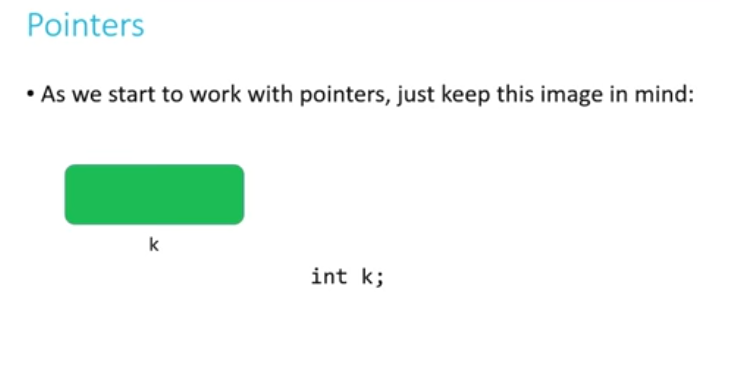 Pointers
• As we start to work with pointers, just keep this image in mind:
k
int k;